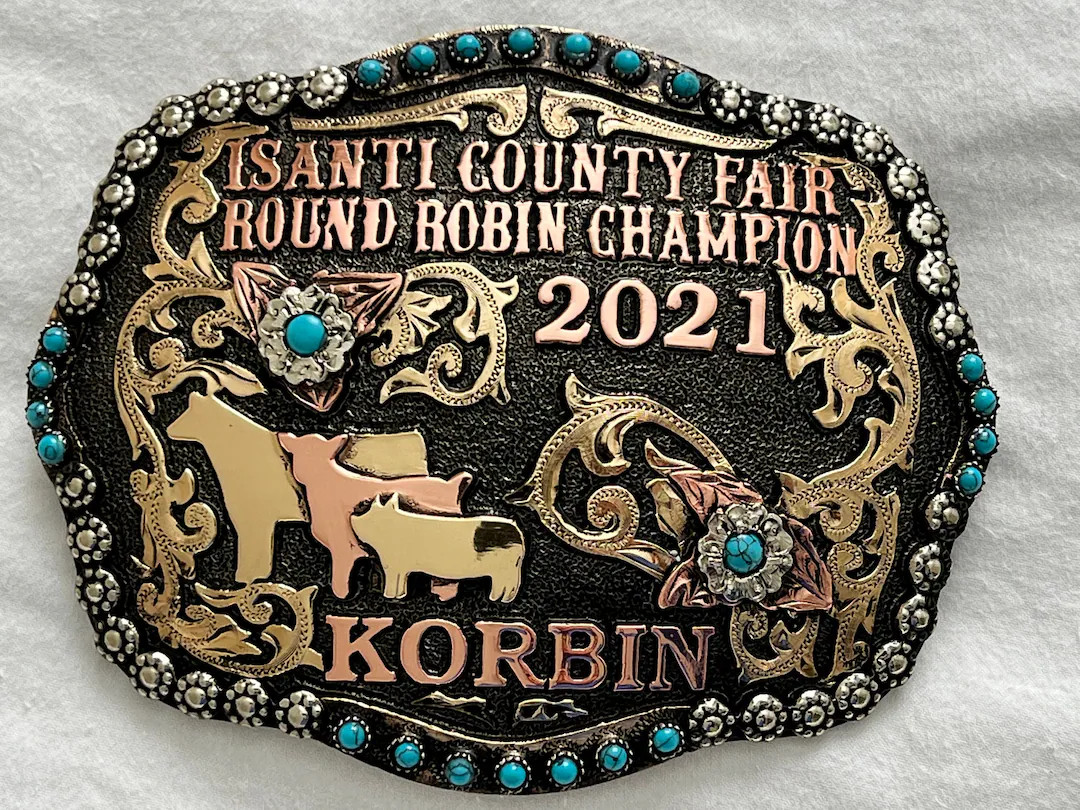 ISANTI COUNTY FAIR
ROUND ROBIN CHAMPION
2021
KORBIN